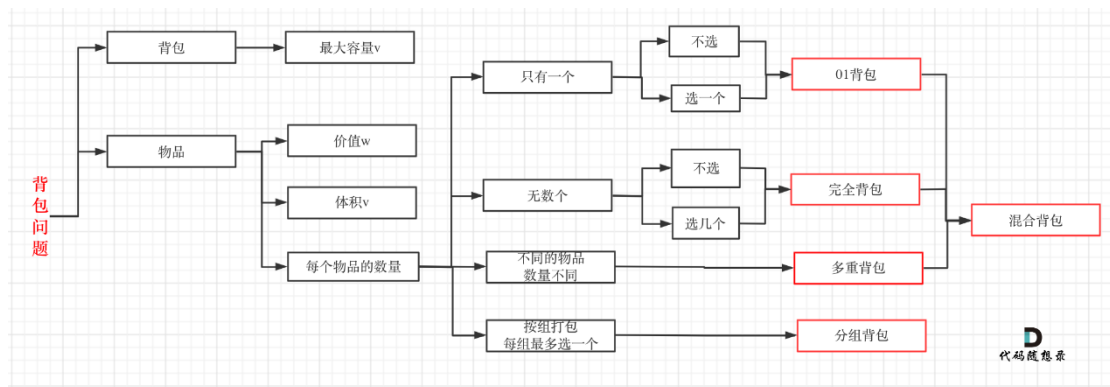 背包问题
背包
最大容量v
物品
价值w
体积v
每个物品的数量
只有一个
不选
选一个
01背包
无数个
不选
选几个
完全背包
不同的物品
数量不同
多重背包
混合背包
按组打包
每组最多选一个
分组背包
代码随想录